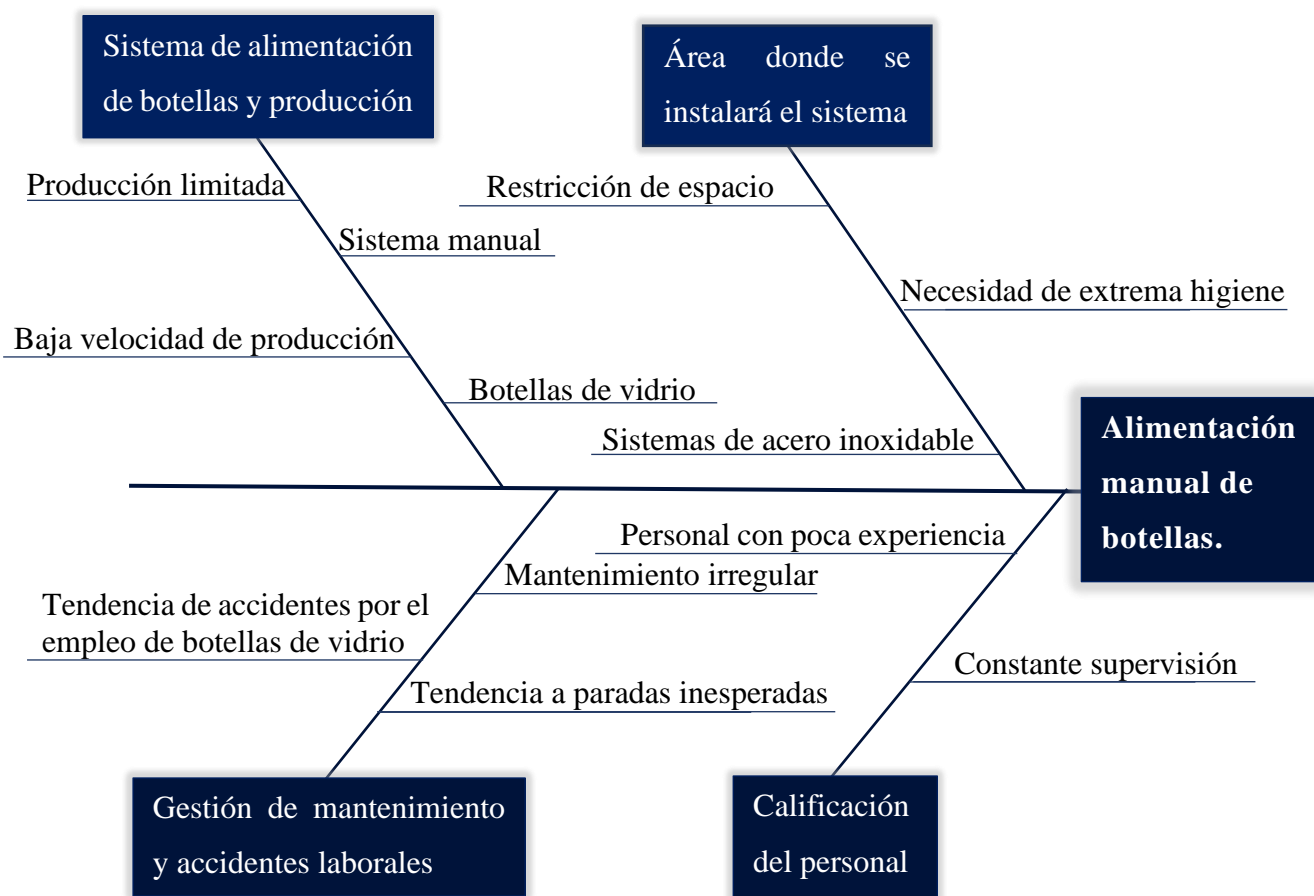 Sistema de alimentación
de botellas y producción
Área donde se
instalará el sistema
Producción limitada
Restricción de espacio
Sistema manual
Necesidad de extrema higiene
Baja velocidad de producción
Botellas de vidrio
Sistemas de acero inoxidable
Alimentación
manual de
botellas.
Personal con poca experiencia
Mantenimiento irregular
Tendencia de accidentes por el
empleo de botellas de vidrio
Constante supervisión
Tendencia a paradas inesperadas
Gestión de mantenimiento
y accidentes laborales
Calificación
del personal